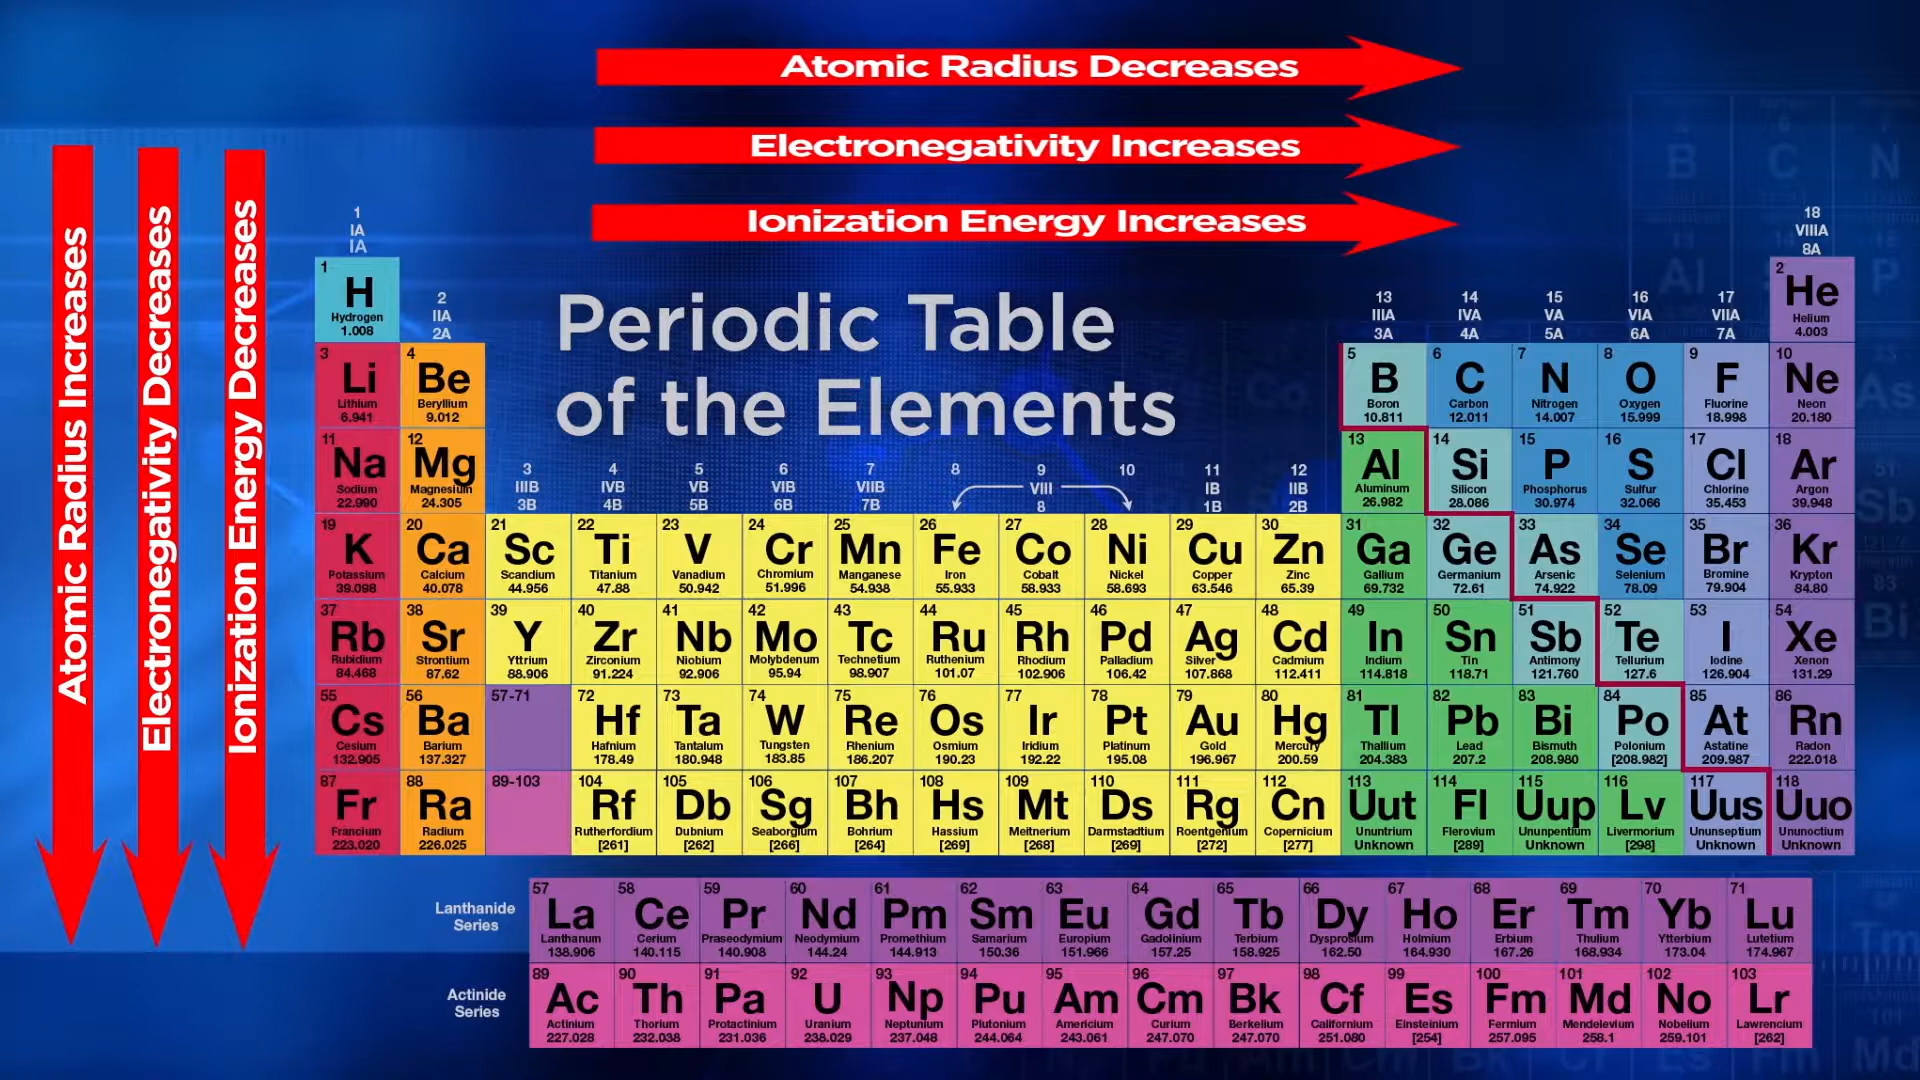 Atomic Radius Decreases
Electronegativity Increases
Ionization Energy Increases
Atomic Radius Increases
Electronegativity Decreases
Ionization Energy Decreases
Periodic Table
of the Elements
1
IA
IA
2
IIA
2A
3
IIIB
3B
4
IVB
4B
5
VB
5B
6
VIB
6B
7
VIIB
7B
8 9 10
VIII
8
11
IB
1B
12
IIB
2B
13
IIIA
3A
14
IVA
4A
15
VA
5A
16
VIA
6A
17
VIIA
7A
18
VIIIA
8A
1 H Hydrogen 1.008
2 He Helium 4.003
3 Li Lithium 6.941
4 Be Beryllium 9.012
5 B Boron 10.811
6 C Carbon 12.011
7 N Nitrogen 14.007
8 O Oxygen 15.999
9 F Fluorine 18.998
10 Ne Neon 20.180
11 Na Sodium 22.990
12 Mg Magnesium 24.305
13 Al Aluminum 26.982
14 Si Silicon 28.086
15 P Phosphorus 30.974
16 S Sulfur 32.066
17 Cl Chlorine 35.453
18 Ar Argon 39.948
19 K Potassium 39.098
20 Ca Calcium 40.078
21 Sc Scandium 44.956
22 Ti Titanium 47.88
23 V Vanadium 50.942
24 Cr Chromium 51.996
25 Mn Manganese 54.938
26 Fe Iron 55.933
27 Co Cobalt 58.933
28 Ni Nickel 58.693
29 Cu Copper 63.546
30 Zn Zinc 65.39
31 Ga Gallium 69.732
32 Ge Germanium 72.61
33 As Arsenic 74.922
34 Se Selenium 78.09
35 Br Bromine 79.904
36 Kr Krypton 84.80
37 Rb Rubidium 84.468
38 Sr Strontium 87.62
39 Y Yttrium 88.906
40 Zr Zirconium 91.224
41 Nb Niobium 92.906
42 Mo Molybdenum 95.94
43 Tc Technetium 98.907
44 Ru Ruthenium 101.07
45 Rh Rhodium 102.906
46 Pd Palladium 106.42
47 Ag Silver 107.868
48 Cd Cadmium 112.411
49 In Indium 114.818
50 Sn Tin 118.71
51 Sb Antimony 121.760
52 Te Tellurium 127.6
53 I Iodine 126.904
54 Xe Xenon 131.29
55 Cs Cesium 132.905
56 Ba Barium 137.327
57-71
72 Hf Hafnium 178.49
73 Ta Tantalum 180.948
74 W Tungsten 183.85
75 Re Rhenium 186.207
76 Os Osmium 190.23
77 Ir Iridium 192.22
78 Pt Platinum 195.08
79 Au Gold 196.967
80 Hg Mercury 200.59
81 Tl Thallium 204.383
82 Pb Lead 207.2
83 Bi Bismuth 208.980
84 Po Polonium [208.982]
85 At Astatine 209.987
86 Rn Radon 222.018
87 Fr Francium 223.020
88 Ra Radium 226.025
89-103
104 Rf Rutherfordium [261]
105 Db Dubnium [262]
106 Sg Seaborgium [266]
107 Bh Bohrium [264]
108 Hs Hassium [269]
109 Mt Meitnerium [268]
110 Ds Darmstadtium [269]
111 Rg Roentgenium [272]
112 Cn Copernicium [277]
113 Uut Ununtrium Unknown
114 Fl Flerovium [289]
115 Uup Ununpentium Unknown
116 Lv Livermorium [298]
117 Uus Ununseptium Unknown
118 Uuo Ununoctium Unknown
Lanthanide
Series
57 La Lanthanum 138.906
58 Ce Cerium 140.115
59 Pr Praseodymium 140.908
60 Nd Neodymium 144.24
61 Pm Promethium 144.913
62 Sm Samarium 150.36
63 Eu Europium 151.966
64 Gd Gadolinium 157.25
65 Tb Terbium 158.925
66 Dy Dysprosium 162.50
67 Ho Holmium 164.930
68 Er Erbium 167.26
69 Tm Thulium 168.934
70 Yb Ytterbium 173.04
71 Lu Lutetium 174.967
Actinide
Series
89 Ac Actinium 227.028
90 Th Thorium 232.038
91 Pa Protactinium 231.036
92 U Uranium 238.029
93 Np Neptunium 237.048
94 Pu Plutonium 244.064
95 Am Americium 243.061
96 Cm Curium 247.070
97 Bk Berkelium 247.070
98 Cf Californium 251.080
99 Es Einsteinium [254]
100 Fm Fermium 257.095
101 Md Mendelevium 258.1
102 No Nobelium 259.101
103 Lr Lawrencium [262]